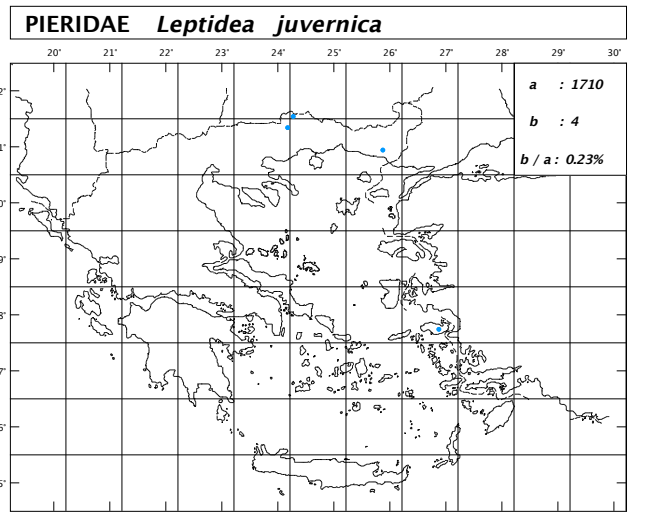 PIERIDAE Leptidea juvernica
20° 21° 22° 23° 24° 25° 26° 27° 28° 29° 30°
a : 1710
b : 4
b / a : 0.23%